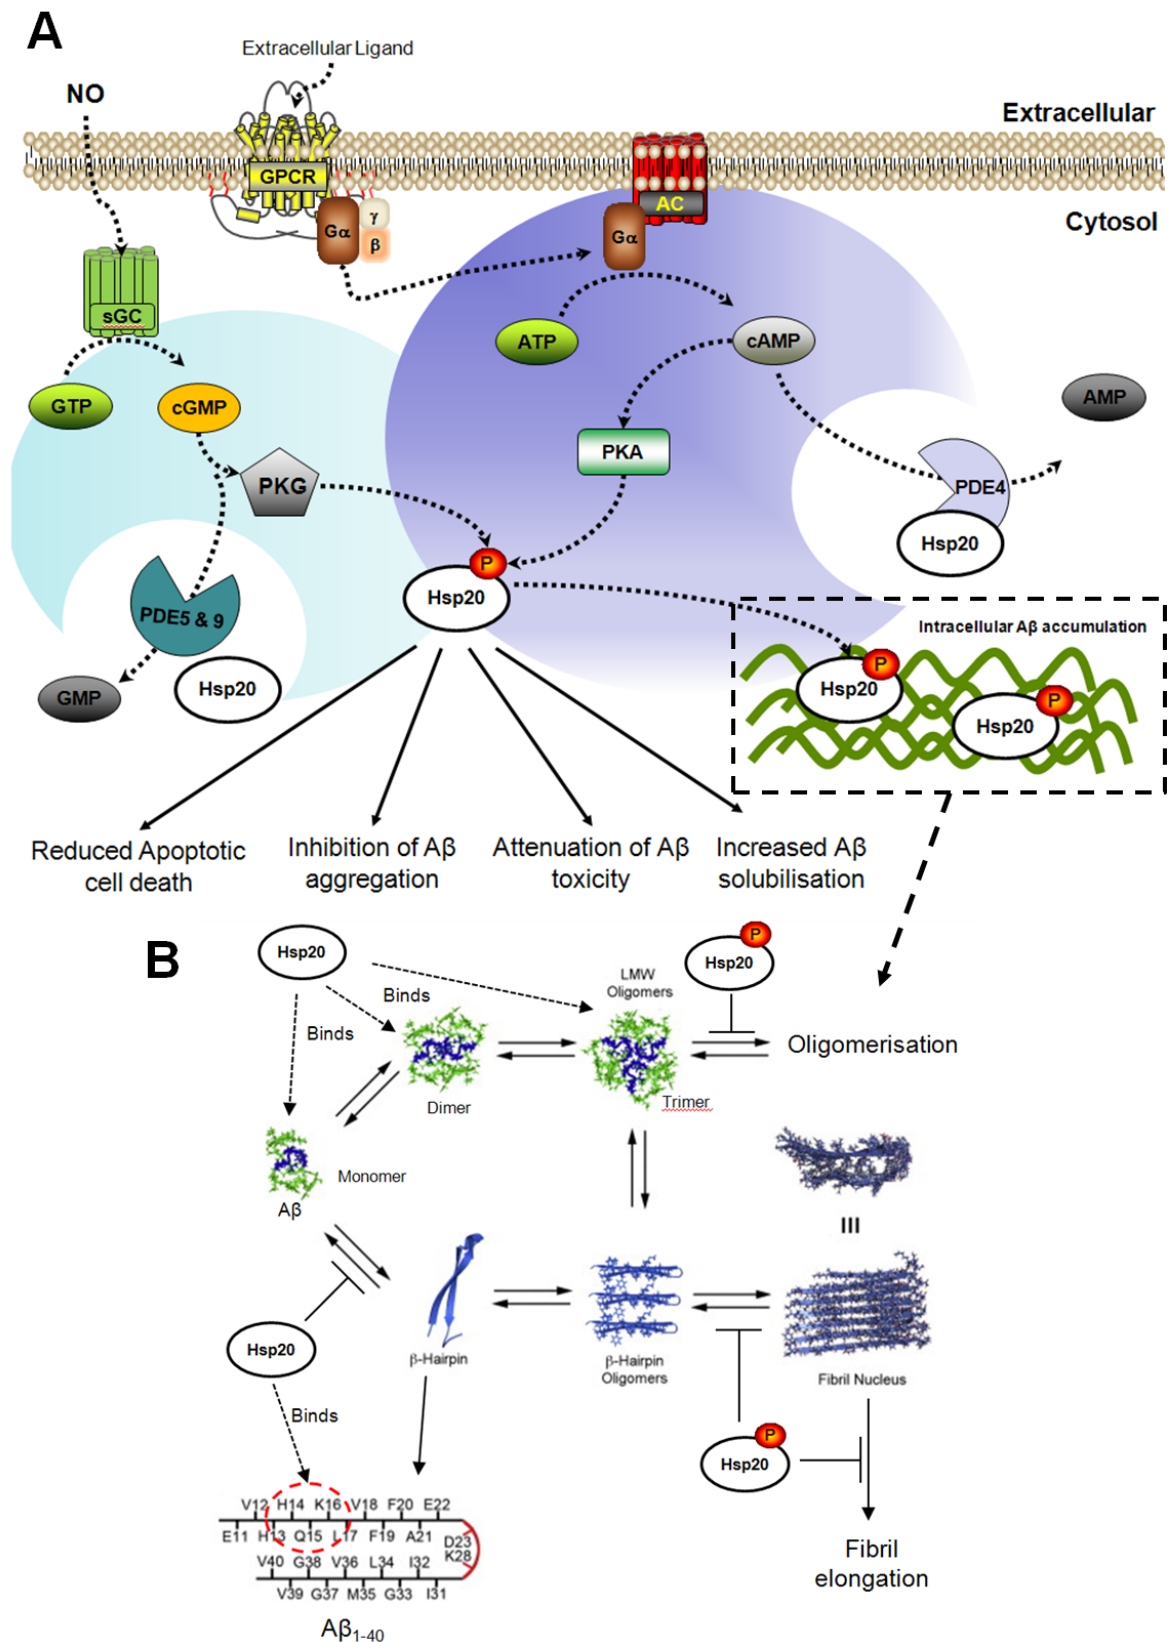 A
Extracellular Ligand
NO
Extracellular
GPCR
AC
Cytosol
Gα
γ
β
Gα
sGC
ATP
cAMP
GTP
cGMP
AMP
PKA
PKG
PDE4
Hsp20
P
Hsp20
PDE5 & 9
Hsp20
GMP
Intracellular Aβ accumulation
P
Hsp20
P
Hsp20
Reduced Apoptotic
cell death
Inhibition of Aβ
aggregation
Attenuation of Aβ
toxicity
Increased Aβ
solubilisation
B
Hsp20
P
Hsp20
LMW
Oligomers
Binds
Binds
Oligomerisation
Dimer
Trimer
Monomer
Aβ
Hsp20
β-Hairpin
β-Hairpin
Oligomers
Fibril Nucleus
Binds
P
Hsp20
V12 H14 K16 V18 F20 E22
E11 H13 Q15 L17 F19 A21
D23
K28
V40 G38 V36 L34 I32
V39 G37 M35 G33 I31
Aβ1-40
Fibril
elongation